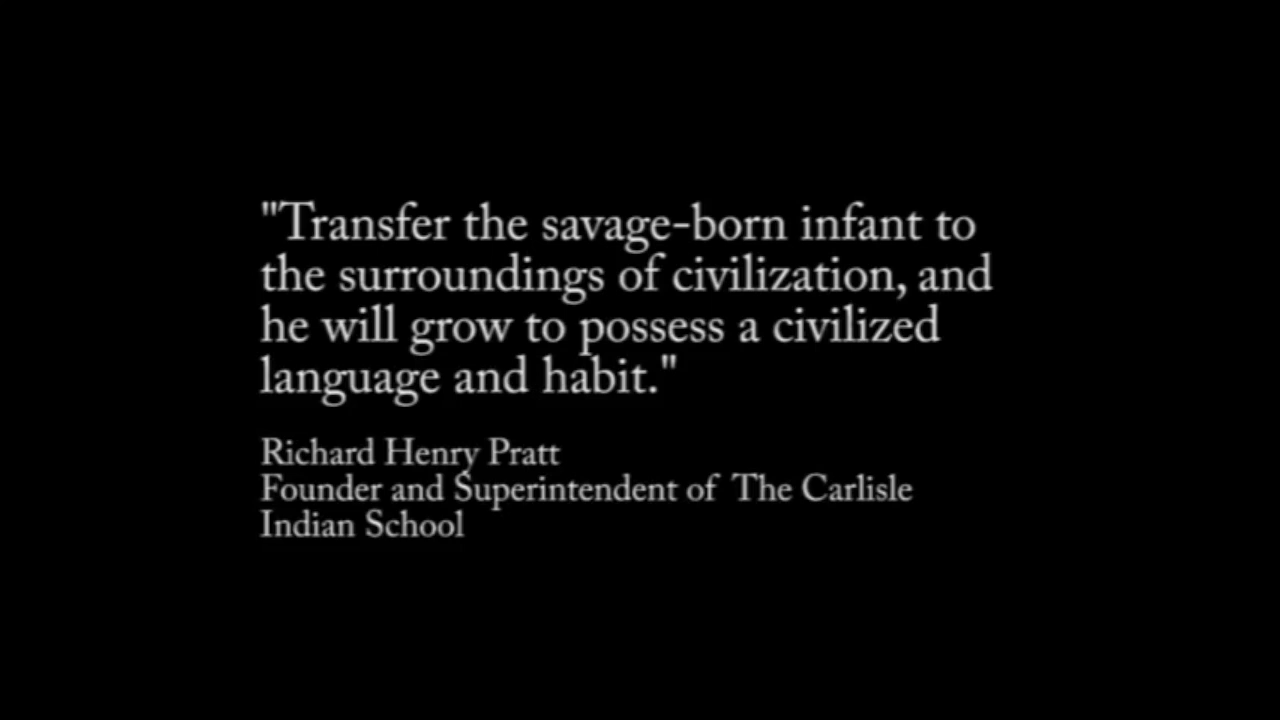 "Transfer the savage-born infant to
the surroundings of civilization, and
he will grow to possess a civilized
language and habit."
Richard Henry Pratt
Founder and Superintendent of The Carlisle
Indian School